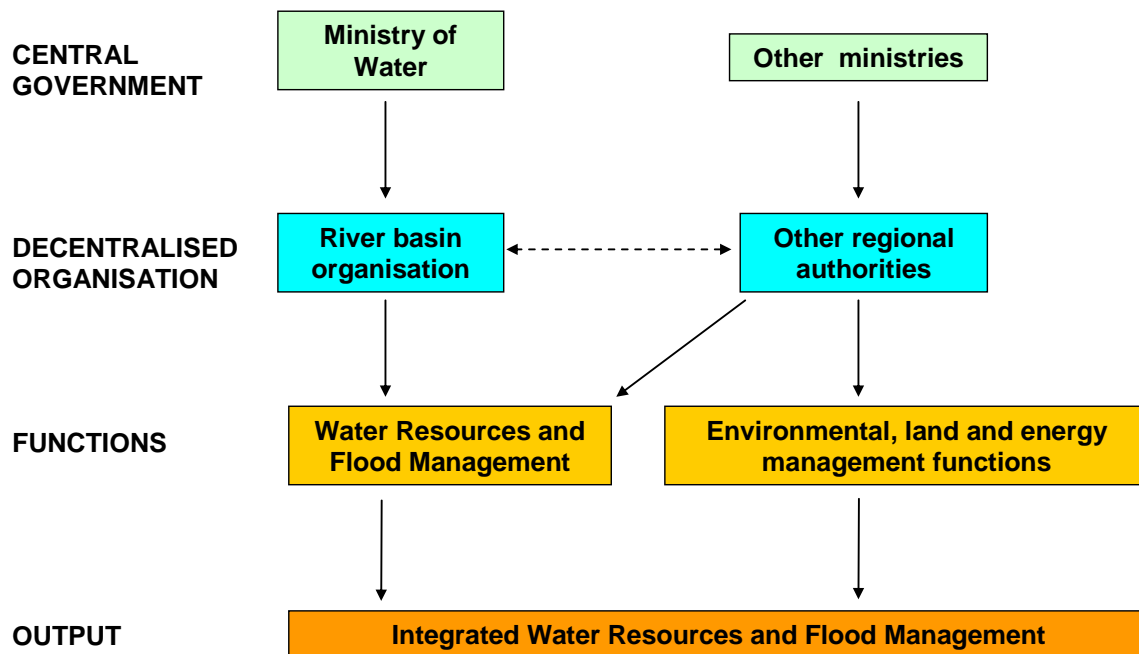 CENTRAL
GOVERNMENT
Ministry of
Water
Other ministries
DECENTRALISED
ORGANISATION
River basin
organisation
Other regional
authorities
FUNCTIONS
Water Resources and
Flood Management
Environmental, land and energy
management functions
OUTPUT
Integrated Water Resources and Flood Management